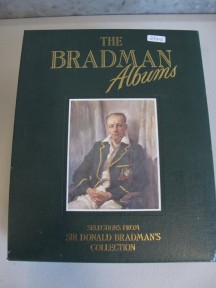 THE
BRADMAN
Albums
SELECTIONS FROM
SIR DONALD BRADMAN'S
COLLECTION